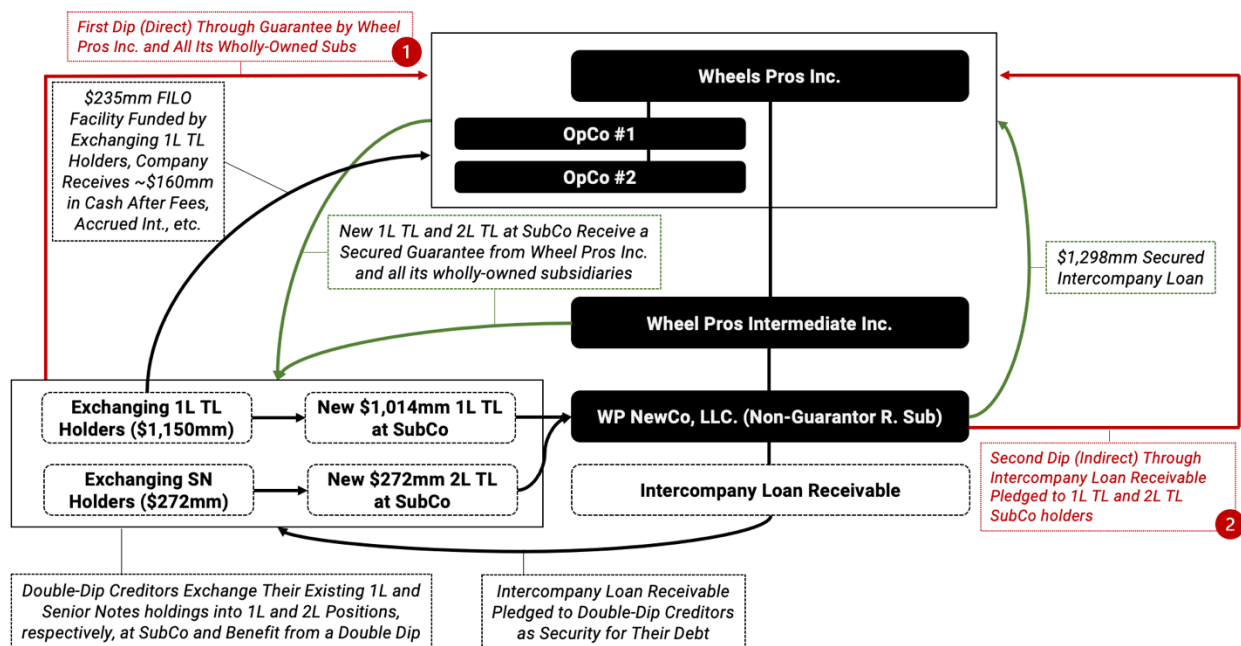 First Dip (Direct) Through Guarantee by Wheel
Pros Inc. and All Its Wholly-Owned Subs
1
$235mm FILO
Facility Funded by
Exchanging 1L TL
Holders, Company
Receives ~$160mm
in Cash After Fees,
Accrued Int., etc.
Wheels Pros Inc.
OpCo #1
OpCo #2
New 1L TL and 2L TL at SubCo Receive a
Secured Guarantee from Wheel Pros Inc.
and all its wholly-owned subsidiaries
$1,298mm Secured
Intercompany Loan
Wheel Pros Intermediate Inc.
Exchanging 1L TL
Holders ($1,150mm)
New $1,014mm 1L TL
at SubCo
WP NewCo, LLC. (Non-Guarantor R. Sub)
Exchanging SN
Holders ($272mm)
New $272mm 2L TL
at SubCo
Intercompany Loan Receivable
Second Dip (Indirect) Through
Intercompany Loan Receivable
Pledged to 1L TL and 2L TL
SubCo holders
2
Double-Dip Creditors Exchange Their Existing 1L and
Senior Notes holdings into 1L and 2L Positions,
respectively, at SubCo and Benefit from a Double Dip
Intercompany Loan Receivable
Pledged to Double-Dip Creditors
as Security for Their Debt